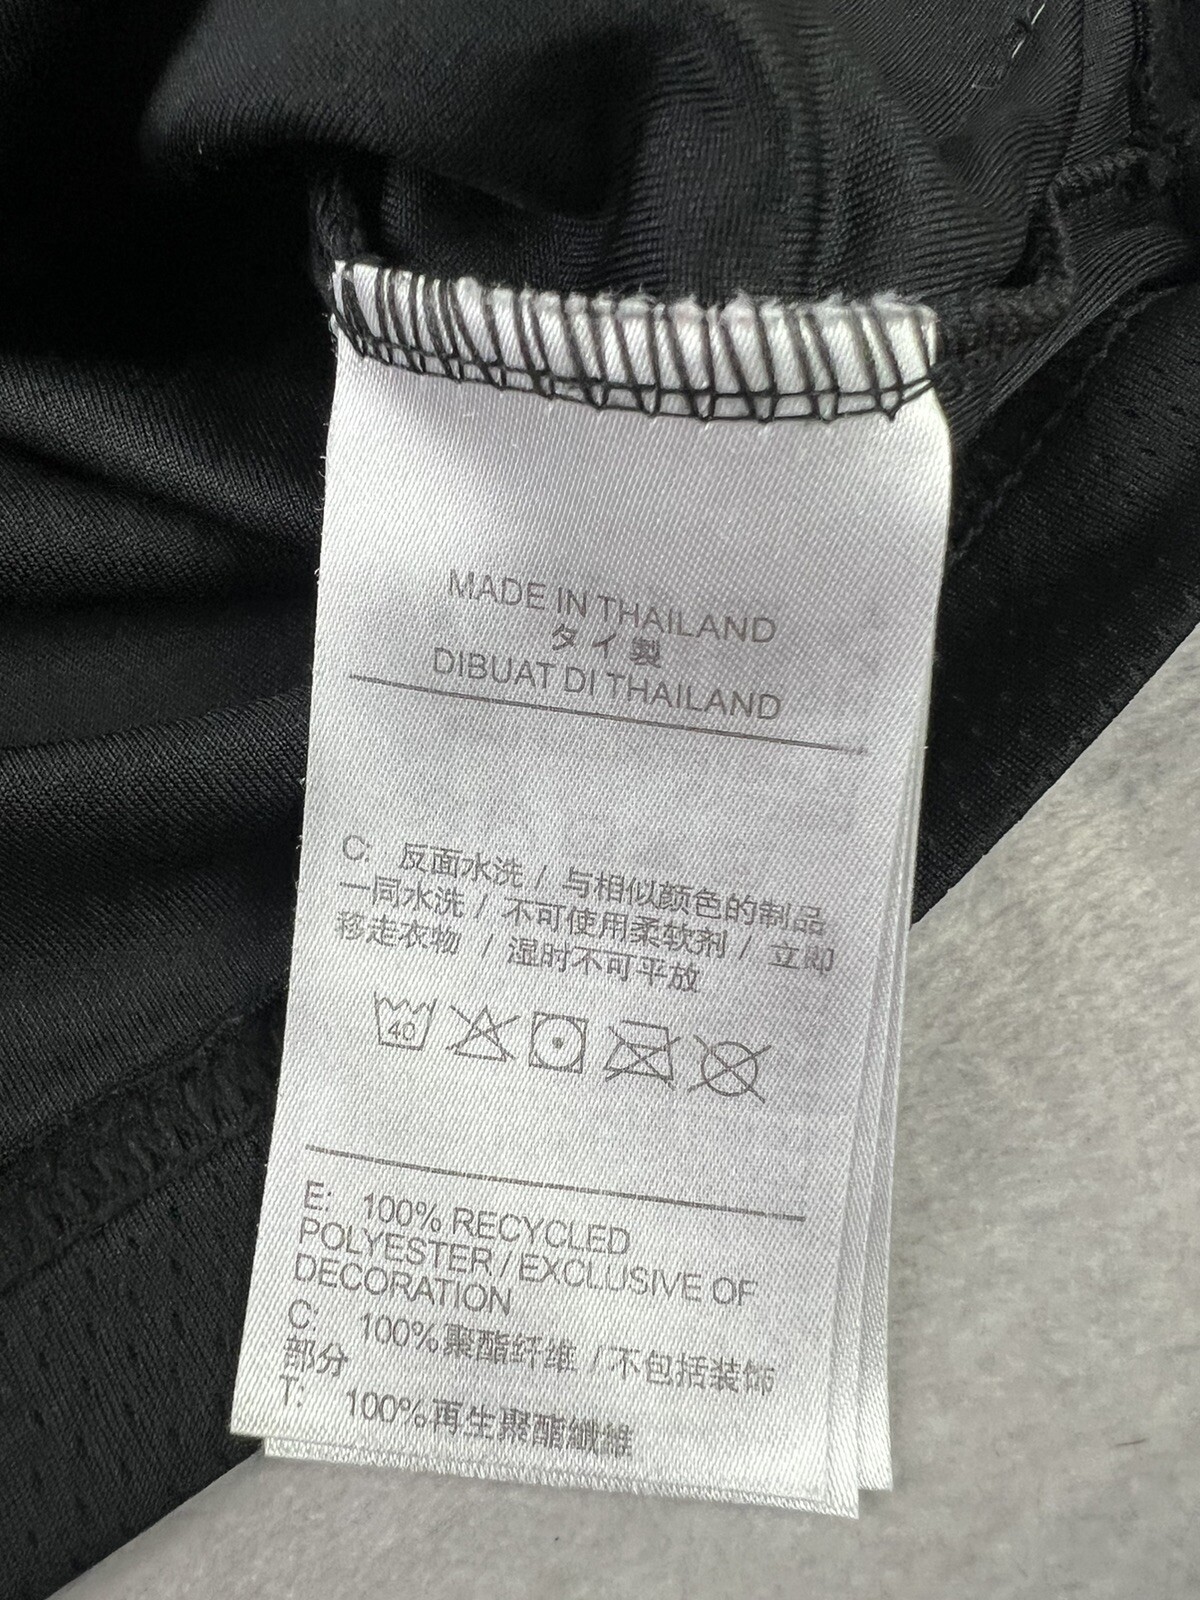 MADE IN THAILAND
タイ製
DIBUAT DI THAILAND
C: 反面水洗 / 与相似颜色的制品
一同水洗 / 不可使用柔软剂 / 立即
移走衣物 / 湿时不可平放
40
E: 100% RECYCLED
POLYESTER / EXCLUSIVE OF
DECORATION
C: 100%聚酯纤维 / 不包括装饰
部分
T: 100%再生聚酯纖維